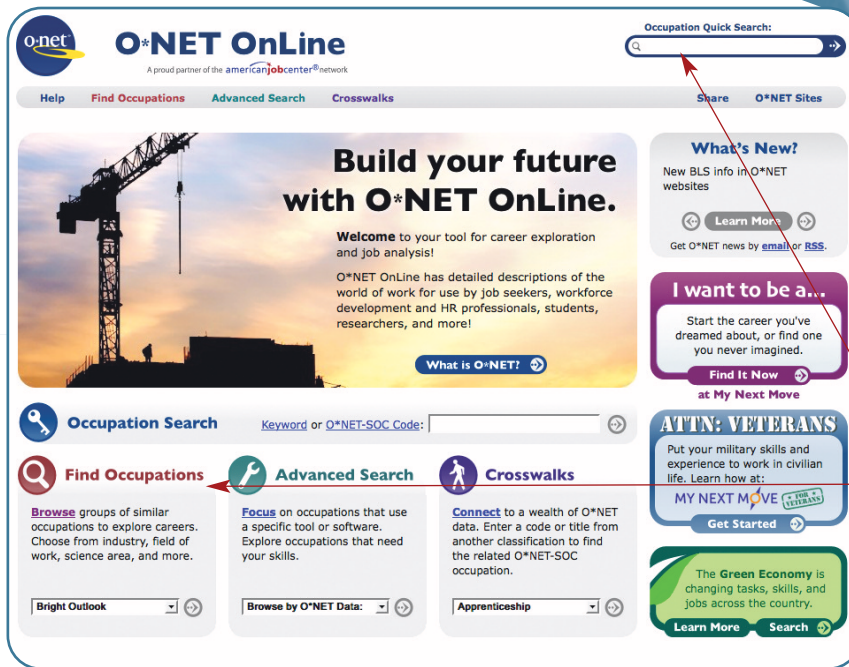 o·net
O*NET OnLine
A proud partner of the americanjobcenter® network
Occupation Quick Search:
Help Find Occupations Advanced Search Crosswalks Share O*NET Sites
Build your future
with O*NET OnLine.
Welcome to your tool for career exploration
and job analysis!
O*NET OnLine has detailed descriptions of the
world of work for use by job seekers, workforce
development and HR professionals, students,
researchers, and more!
What is O*NET?
What's New?
New BLS info in O*NET
websites
Learn More
Get O*NET news by email or RSS.
I want to be a...
Start the career you've
dreamed about, or find one
you never imagined.
Find It Now
at My Next Move
Occupation Search Keyword or O*NET-SOC Code:
Find Occupations
Browse groups of similar
occupations to explore careers.
Choose from industry, field of
work, science area, and more.
Bright Outlook
Advanced Search
Focus on occupations that use
a specific tool or software.
Explore occupations that need
your skills.
Browse by O*NET Data:
Crosswalks
Connect to a wealth of O*NET
data. Enter a code or title from
another classification to find
the related O*NET-SOC
occupation.
Apprenticeship
ATTN: VETERANS
Put your military skills and
experience to work in civilian
life. Learn how at:
MY NEXT MOVE FOR VETERANS
Get Started
The Green Economy is
changing tasks, skills, and
jobs across the country.
Learn More Search